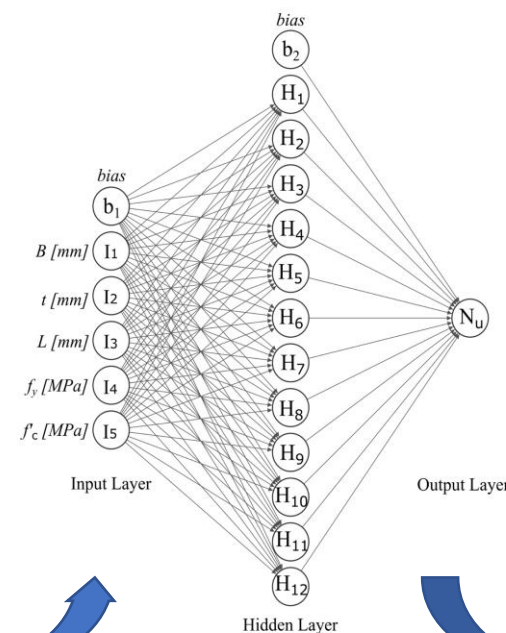 bias
b₂
H₁
H₂
H₃
H₄
H₅
H₆
H₇
H₈
H₉
H₁₀
H₁₁
H₁₂
Hidden Layer
bias
b₁
B [mm] I₁
t [mm] I₂
L [mm] I₃
fy [MPa] I₄
f'c [MPa] I₅
Input Layer
Nu
Output Layer